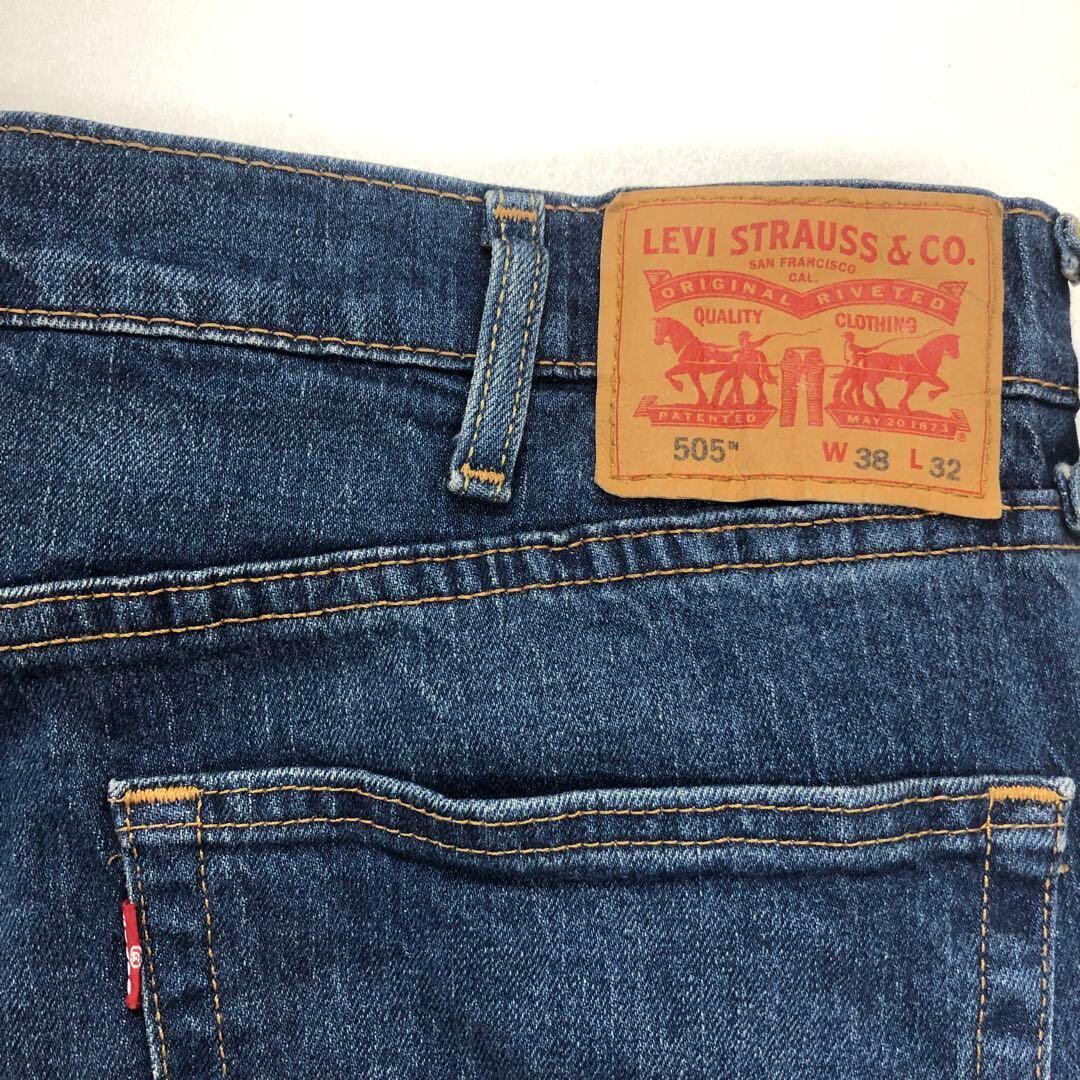 LEVI STRAUSS & CO.
SAN FRANCISCO
CAL.
ORIGINAL RIVETED
QUALITY CLOTHING
PATENTED MAY 20 1873 ®
505™ W 38 L 32
®